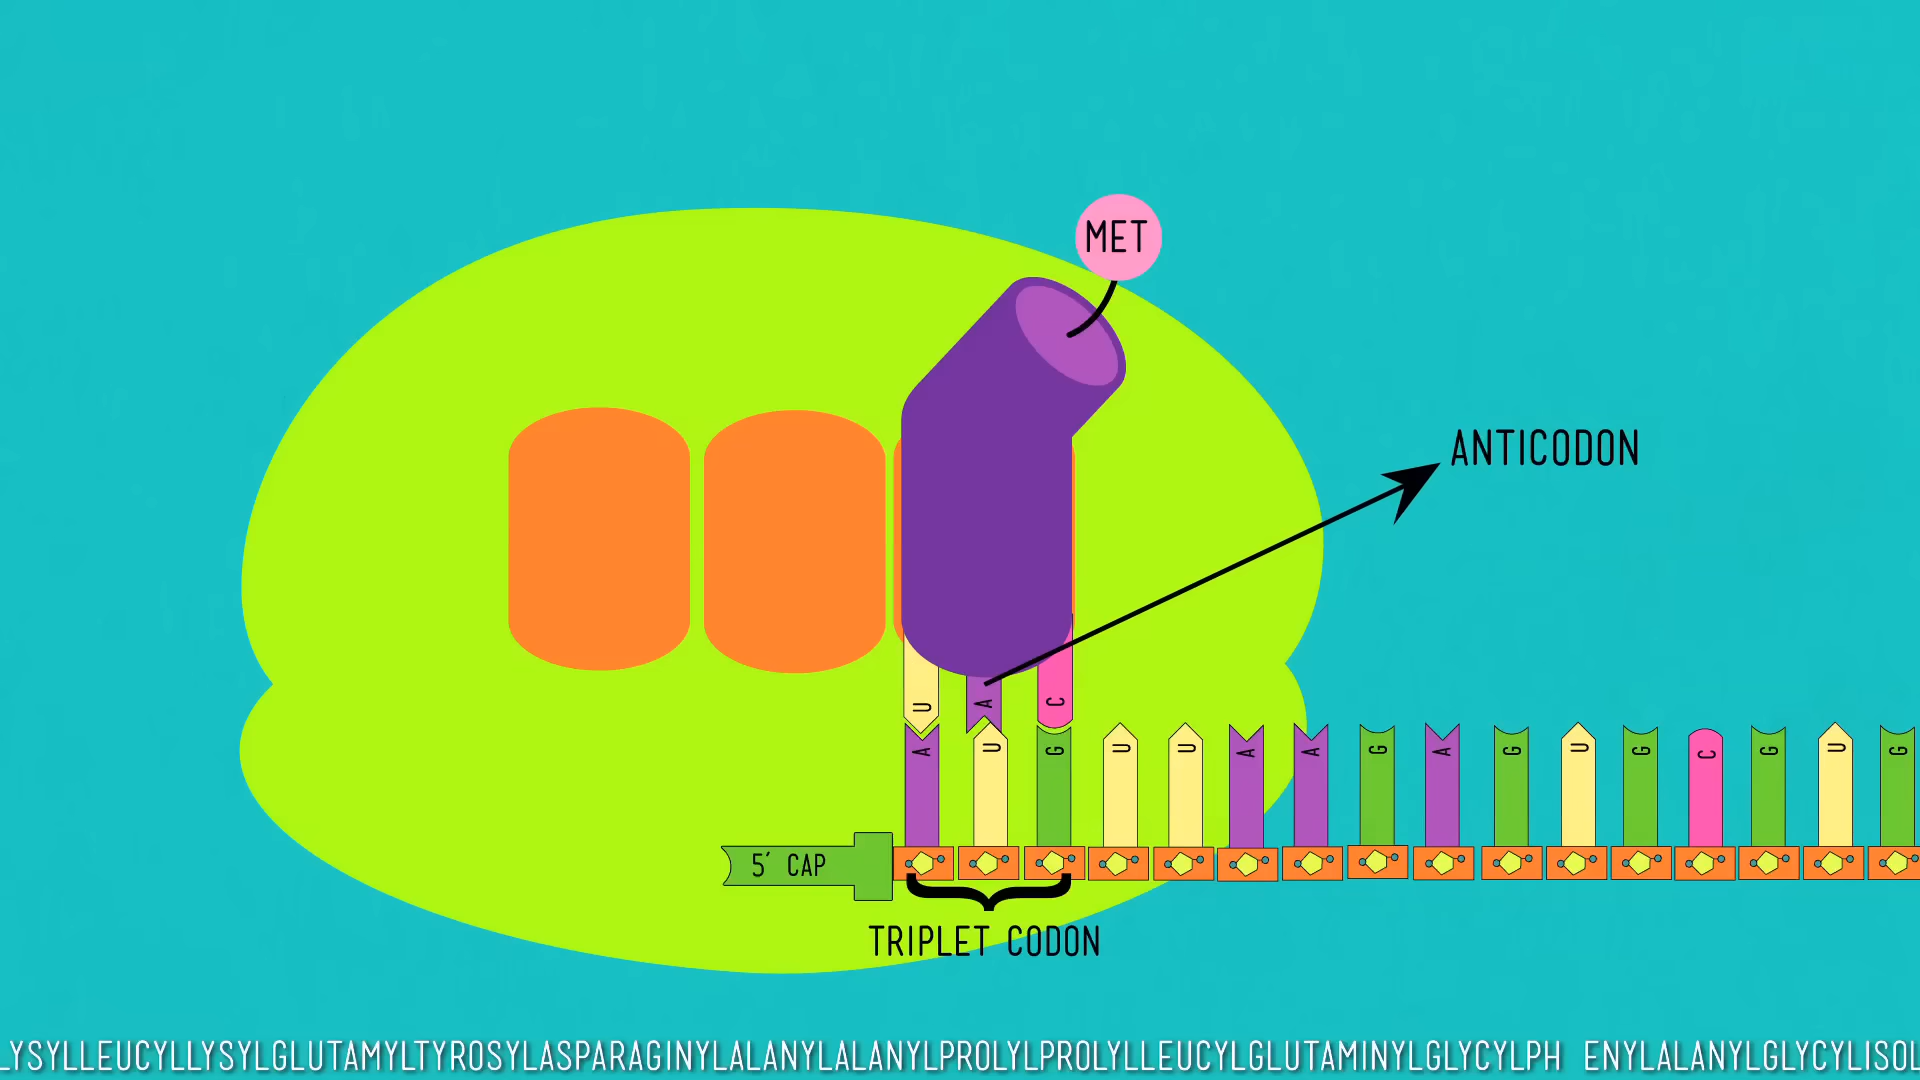 MET
ANTICODON
U A C
A U G U U A A G A G U G C G U G
5' CAP
TRIPLET CODON
LYSYLLEUCYLLYSYLGLUTAMYLTYROSYLASPARAGINYLALANYLALANYLPROLYLPROLYLLEUCYLGLUTAMINYLGLYCYLPH ENYLALANYLGLYCYLISOL